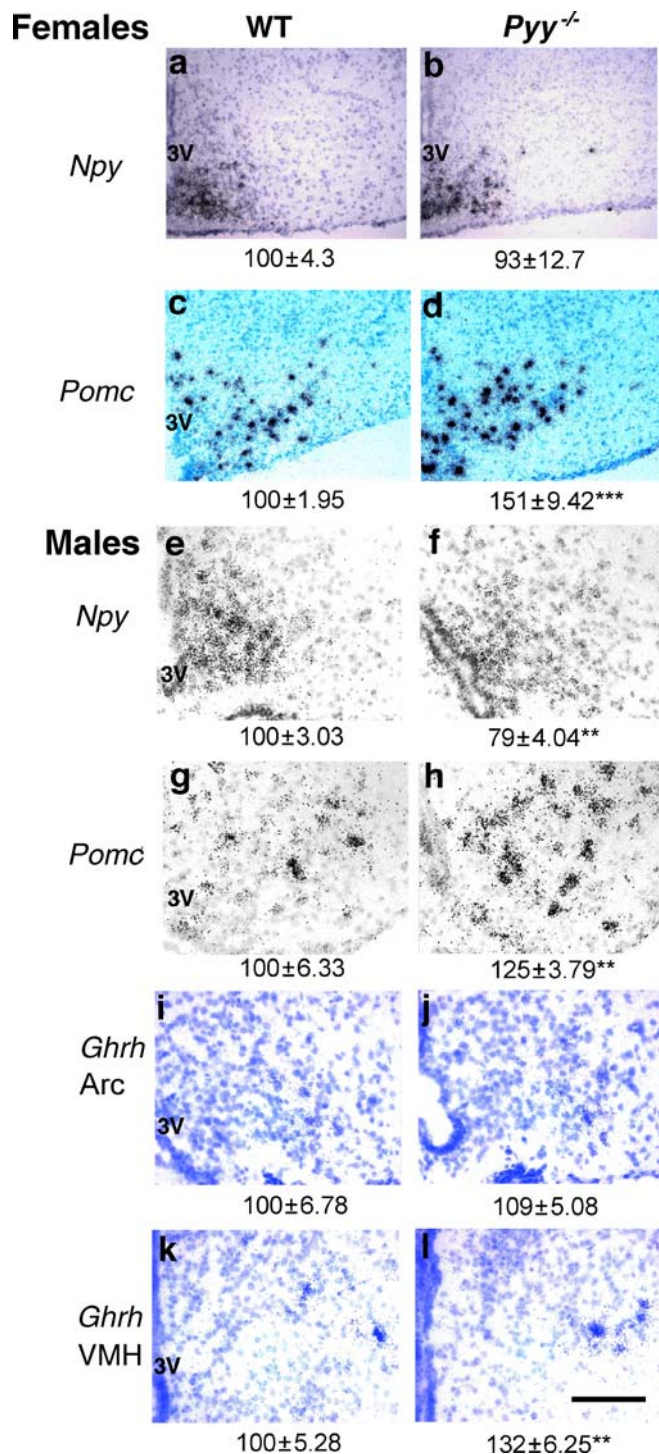 Females WT Pyy -/-
a b
Npy 3V 3V
100±4.3 93±12.7
c d
Pomc 3V
100±1.95 151±9.42***
Males e f
Npy
3V
100±3.03 79±4.04**
g h
Pomc
3V
100±6.33 125±3.79**
i j
Ghrh
Arc
3V
100±6.78 109±5.08
k l
Ghrh
VMH
3V
100±5.28 132±6.25**